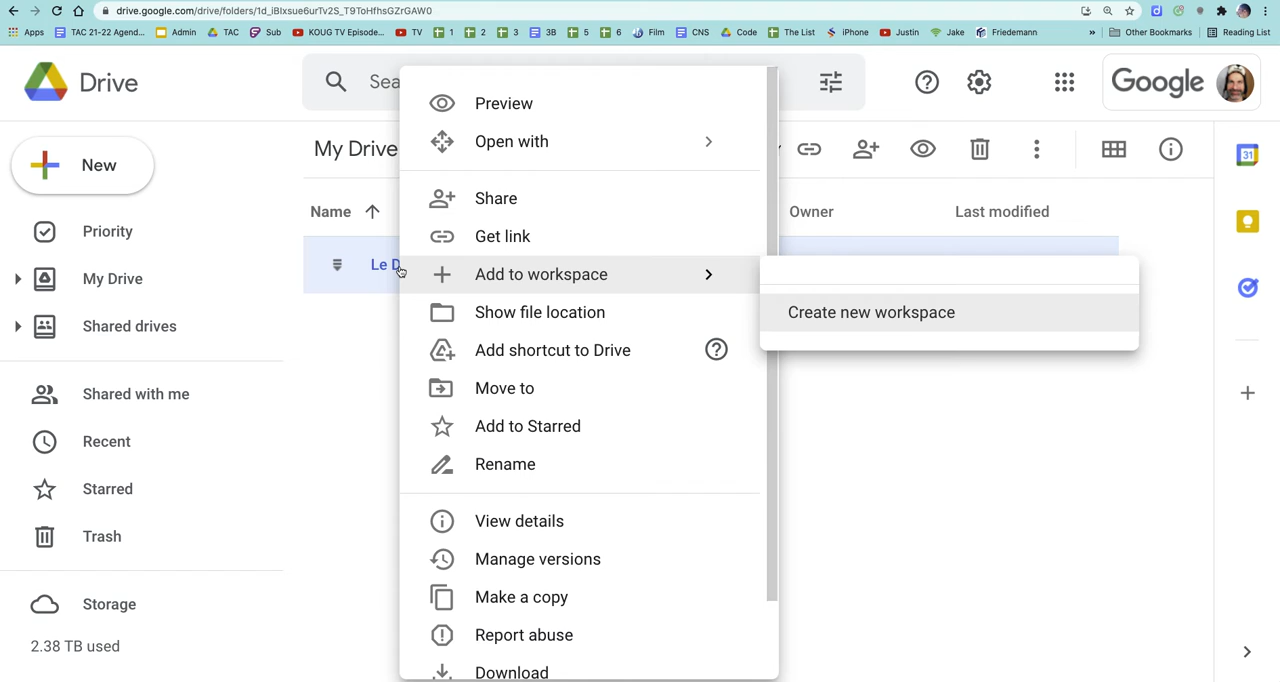 drive.google.com/drive/folders/1d_iBIxsue6urTv2S_T9ToHfhsGZrGAW0
Apps TAC 21-22 Agend... Admin TAC Sub KOUG TV Episode... TV 1 2 3 3B 5 6 Film CNS Code The List iPhone Justin Jake Friedemann » Other Bookmarks Reading List
Drive
Sea
Google
New
My Drive
Name
Owner
Last modified
Le D
Priority
My Drive
Shared drives
Shared with me
Recent
Starred
Trash
Storage
2.38 TB used
Preview
Open with
Share
Get link
Add to workspace
Create new workspace
Show file location
Add shortcut to Drive
Move to
Add to Starred
Rename
View details
Manage versions
Make a copy
Report abuse
Download
31